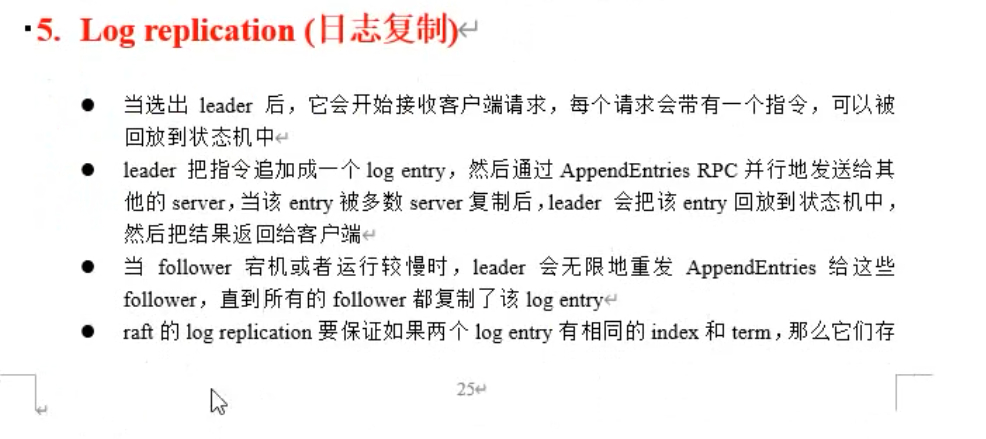 5. Log replication (日志复制)
● 当选出 leader 后，它会开始接收客户端请求，每个请求会带有一个指令，可以被
回放到状态机中
● leader 把指令追加成一个 log entry，然后通过 AppendEntries RPC 并行地发送给其
他的 server，当该 entry 被多数 server 复制后，leader 会把该 entry 回放到状态机中，
然后把结果返回给客户端
● 当 follower 宕机或者运行较慢时，leader 会无限地重发 AppendEntries 给这些
follower，直到所有的 follower 都复制了该 log entry
● raft 的 log replication 要保证如果两个 log entry 有相同的 index 和 term，那么它们存
25